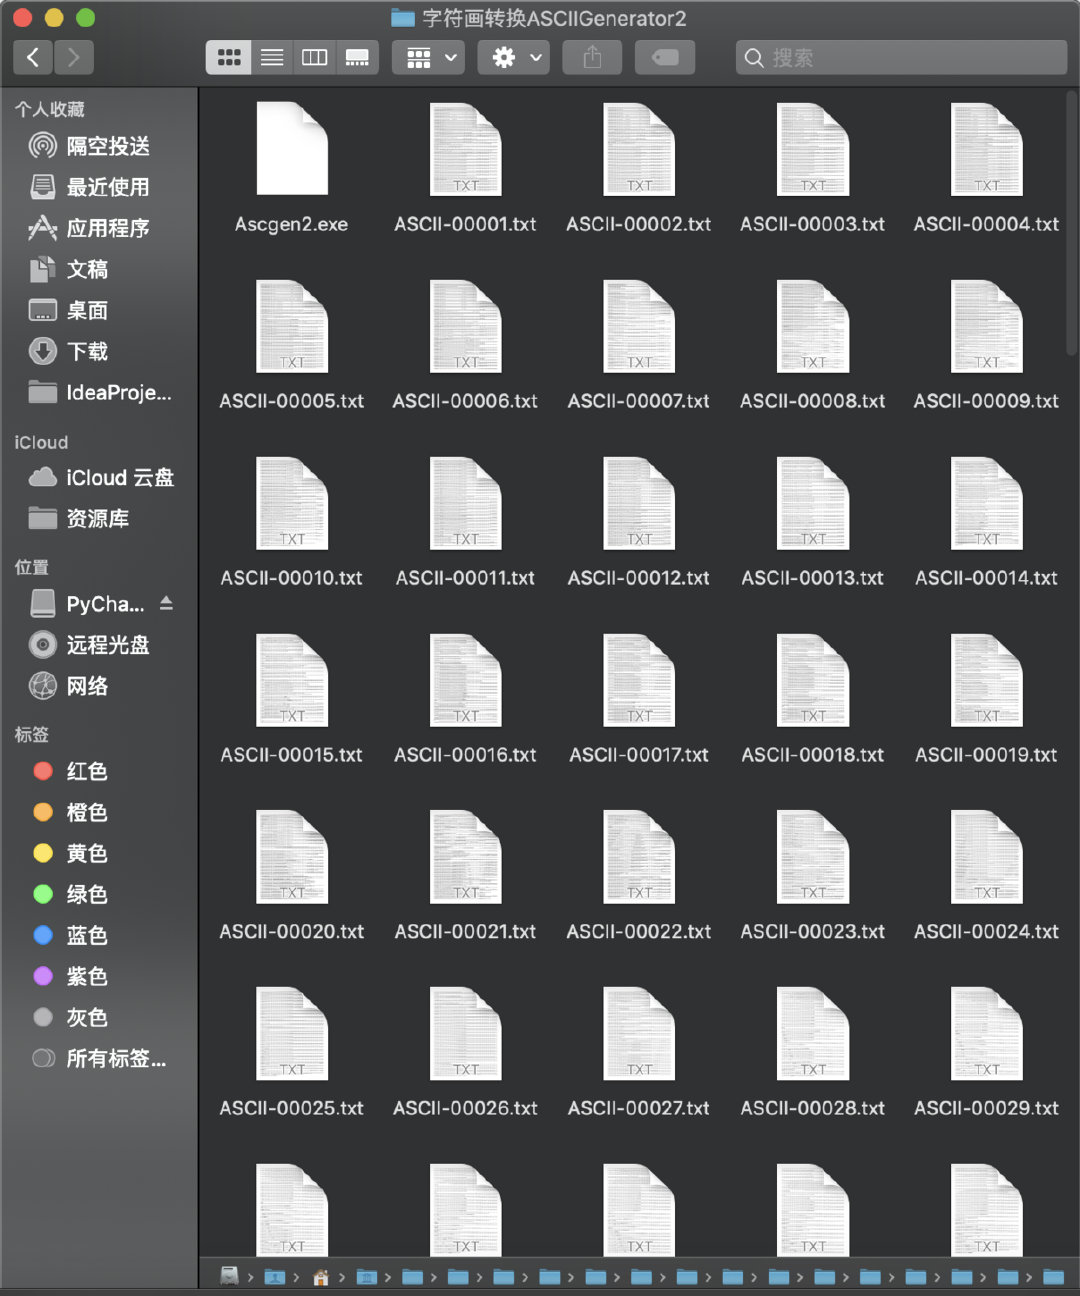 字符画转换ASCIIGenerator2
搜索
个人收藏
隔空投送
最近使用
应用程序
文稿
桌面
下载
IdeaProje...
iCloud
iCloud 云盘
资源库
位置
PyCha...
远程光盘
网络
标签
红色
橙色
黄色
绿色
蓝色
紫色
灰色
所有标签...
TXT TXT TXT TXT
Ascgen2.exe ASCII-00001.txt ASCII-00002.txt ASCII-00003.txt ASCII-00004.txt
TXT TXT TXT TXT TXT
ASCII-00005.txt ASCII-00006.txt ASCII-00007.txt ASCII-00008.txt ASCII-00009.txt
TXT TXT TXT TXT TXT
ASCII-00010.txt ASCII-00011.txt ASCII-00012.txt ASCII-00013.txt ASCII-00014.txt
TXT TXT TXT TXT TXT
ASCII-00015.txt ASCII-00016.txt ASCII-00017.txt ASCII-00018.txt ASCII-00019.txt
TXT TXT TXT TXT TXT
ASCII-00020.txt ASCII-00021.txt ASCII-00022.txt ASCII-00023.txt ASCII-00024.txt
TXT TXT TXT TXT TXT
ASCII-00025.txt ASCII-00026.txt ASCII-00027.txt ASCII-00028.txt ASCII-00029.txt
TXT TXT TXT TXT TXT